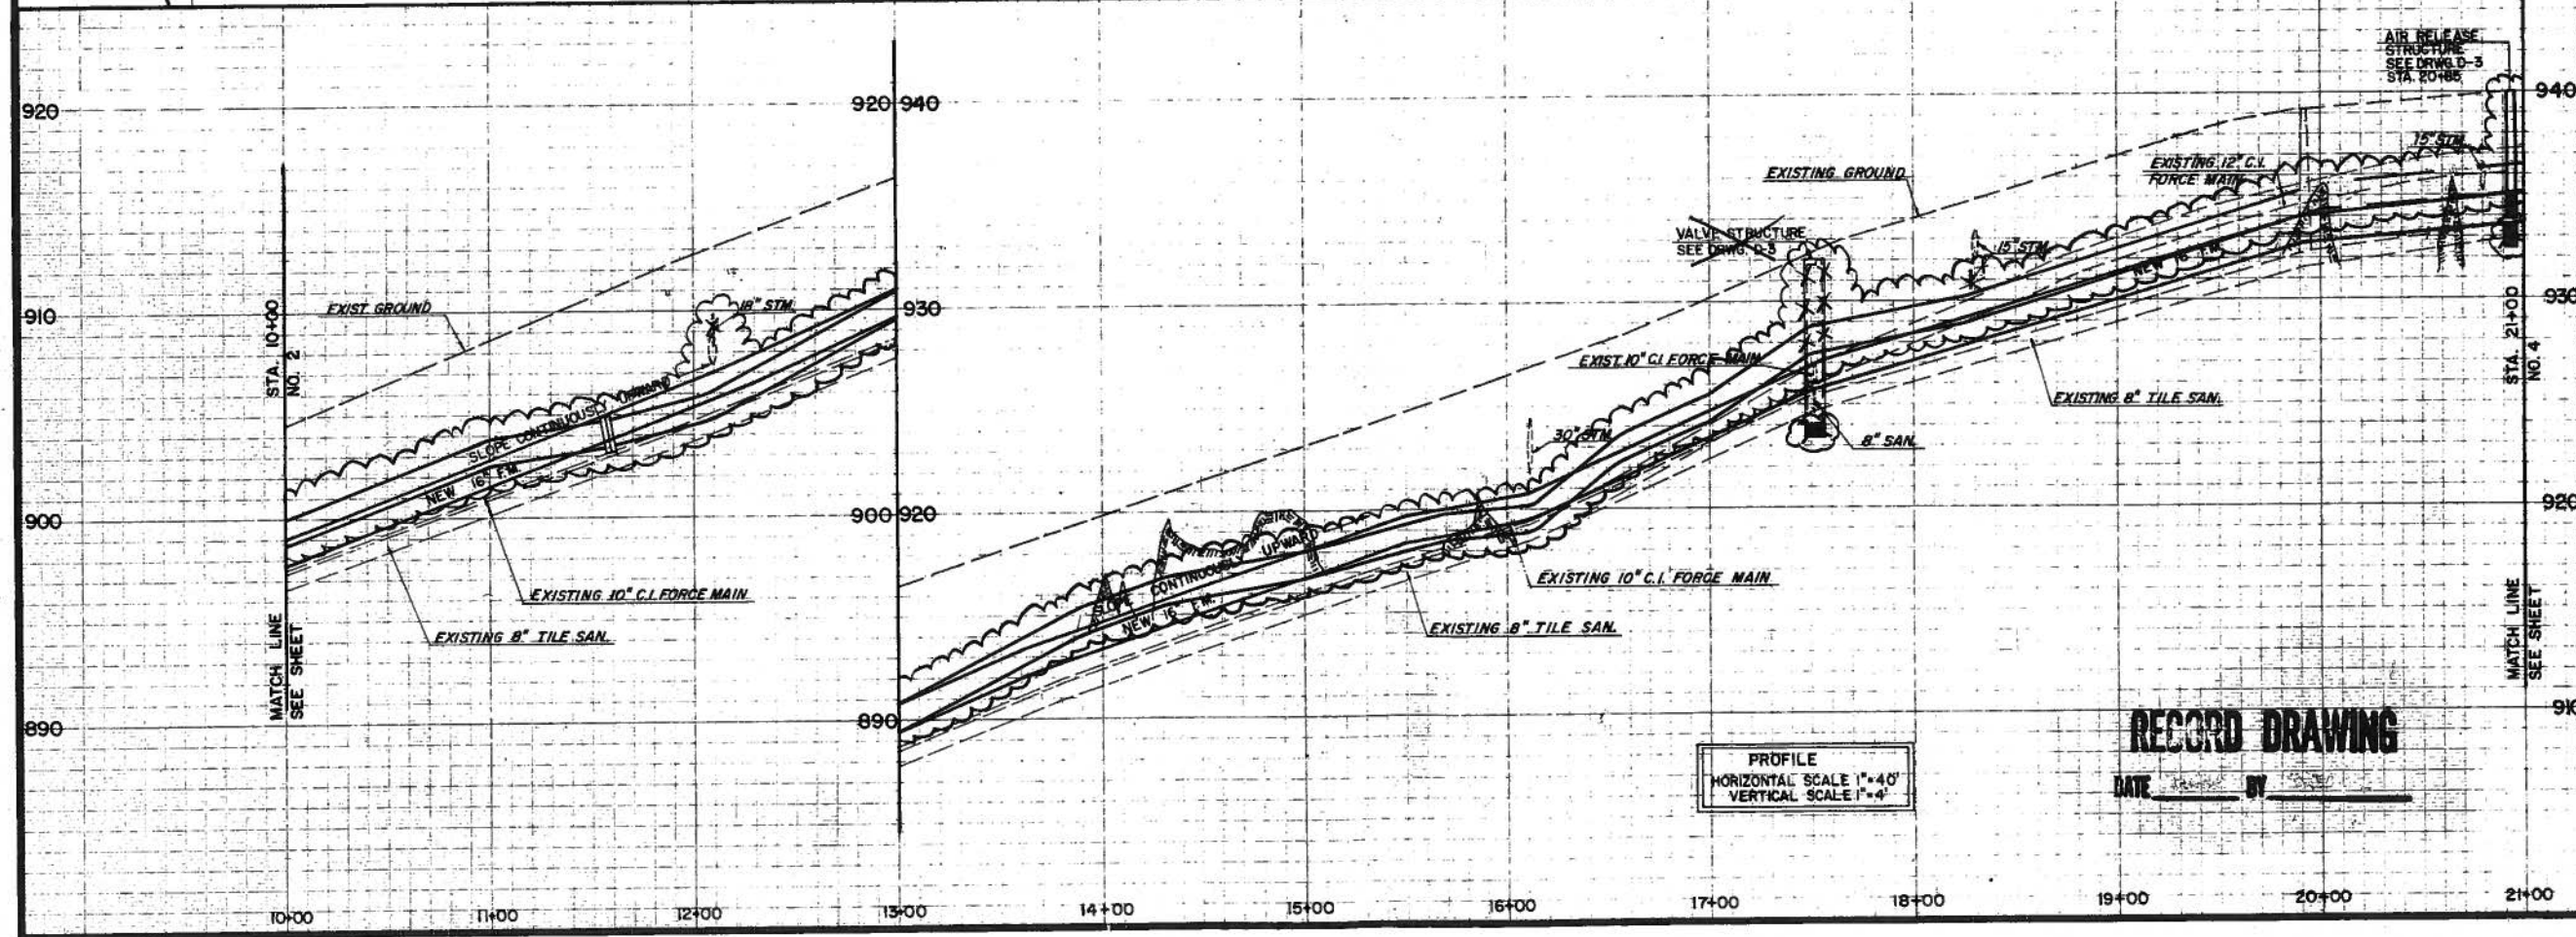 AIR RELEASE
STRUCTURE
SEE DRWG. D-3
STA. 20+85
920
920 940
940
15" STM.
EXISTING 12" C.I.
FORCE MAIN
EXISTING GROUND
VALVE STRUCTURE
SEE DRWG. D-3
15" STM.
NEW 16" F.M.
EXIST. GROUND
18" STM.
910
930
930
STA. 10+00
NO. 2
STA. 21+00
NO. 4
EXIST. 10" C.I. FORCE MAIN
EXISTING 8" TILE SAN.
SLOPE CONTINUOUSLY UPWARD
NEW 16" F.M.
30" STM.
8" SAN.
900
900 920
920
SLOPE CONTINUOUSLY UPWARD
NEW 16" F.M.
EXISTING 10" C.I. FORCE MAIN
EXISTING 8" TILE SAN.
EXISTING 10" C.I. FORCE MAIN
EXISTING 8" TILE SAN.
MATCH LINE
SEE SHEET
MATCH LINE
SEE SHEET
890
890
910
RECORD DRAWING
DATE BY
PROFILE
HORIZONTAL SCALE 1"=40'
VERTICAL SCALE 1"=4'
10+00 11+00 12+00 13+00 14+00 15+00 16+00 17+00 18+00 19+00 20+00 21+00